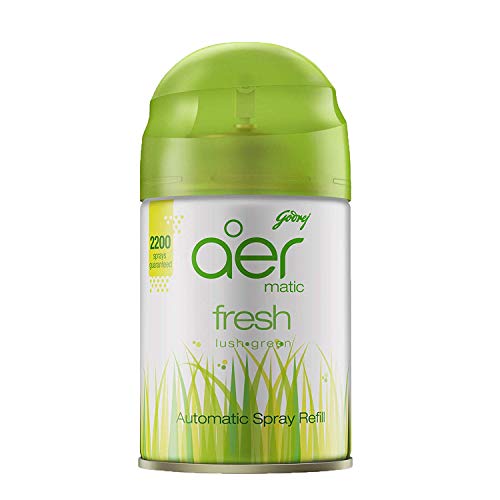 Godrej
aer
matic
2200
sprays
guaranteed
fresh
lush•green
Automatic Spray Refill